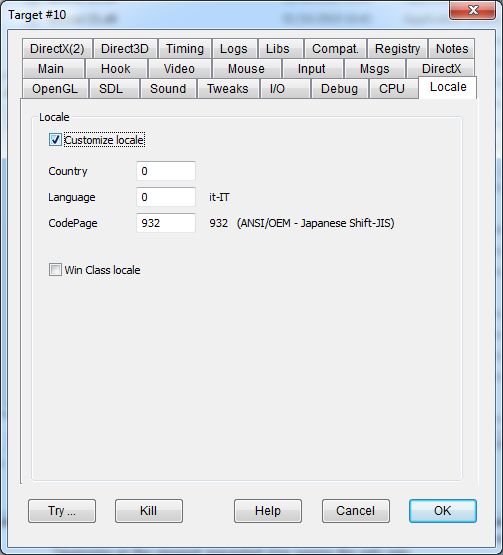 Target #10
DirectX(2) Direct3D Timing Logs Libs Compat. Registry Notes
Main Hook Video Mouse Input Msgs DirectX
OpenGL SDL Sound Tweaks I/O Debug CPU Locale
Locale
Customize locale
Country 0
Language 0 it-IT
CodePage 932 932 (ANSI/OEM - Japanese Shift-JIS)
Win Class locale
Try ... Kill Help Cancel OK